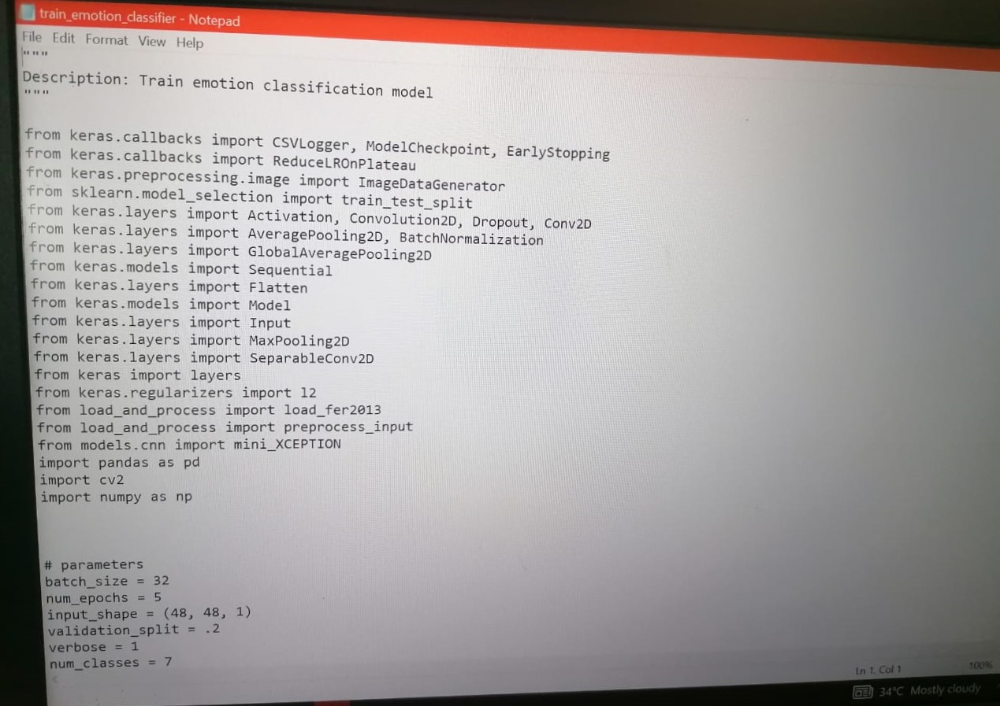 train_emotion_classifier - Notepad
File Edit Format View Help
"""
Description: Train emotion classification model
"""
from keras.callbacks import CSVLogger, ModelCheckpoint, EarlyStopping
from keras.callbacks import ReduceLROnPlateau
from keras.preprocessing.image import ImageDataGenerator
from sklearn.model_selection import train_test_split
from keras.layers import Activation, Convolution2D, Dropout, Conv2D
from keras.layers import AveragePooling2D, BatchNormalization
from keras.layers import GlobalAveragePooling2D
from keras.models import Sequential
from keras.layers import Flatten
from keras.models import Model
from keras.layers import Input
from keras.layers import MaxPooling2D
from keras.layers import SeparableConv2D
from keras import layers
from keras.regularizers import l2
from load_and_process import load_fer2013
from load_and_process import preprocess_input
from models.cnn import mini_XCEPTION
import pandas as pd
import cv2
import numpy as np
# parameters
batch_size = 32
num_epochs = 5
input_shape = (48, 48, 1)
validation_split = .2
verbose = 1
num_classes = 7
Ln 1, Col 1 100%
34°C Mostly cloudy